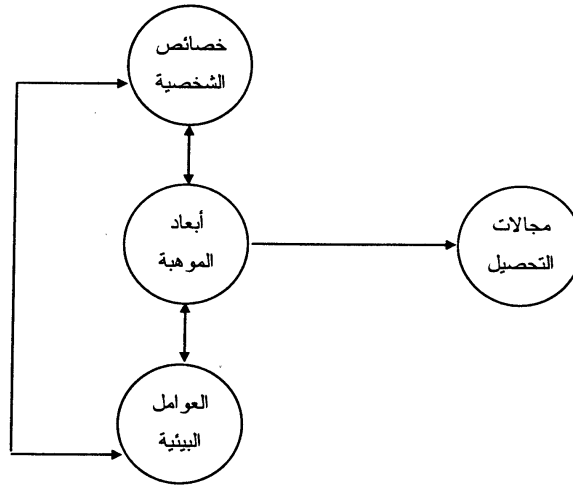 خصائص
الشخصية
أبعاد
الموهبة
مجالات
التحصيل
العوامل
البيئية